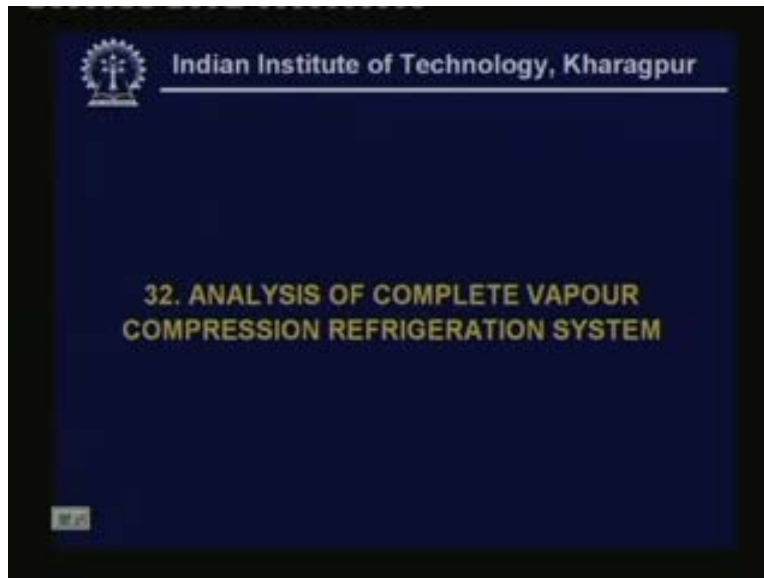 Indian Institute of Technology, Kharagpur
32. ANALYSIS OF COMPLETE VAPOUR
COMPRESSION REFRIGERATION SYSTEM